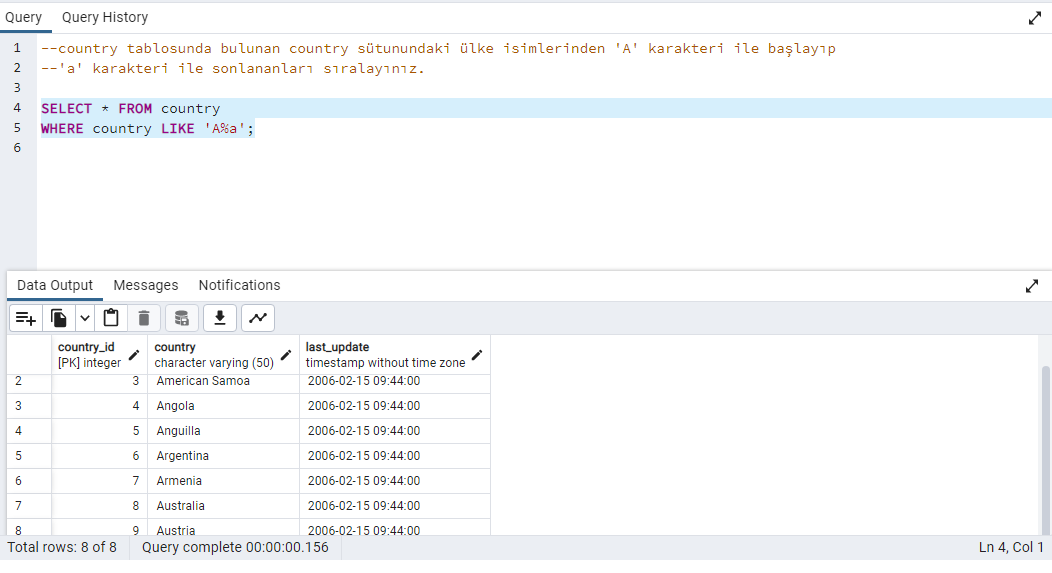 Query Query History
1 --country tablosunda bulunan country sütunundaki ülke isimlerinden 'A' karakteri ile başlayıp
2 --'a' karakteri ile sonlananları sıralayınız.
3
4 SELECT * FROM country
5 WHERE country LIKE 'A%a';
6
Data Output Messages Notifications
country_id country last_update
[PK] integer character varying (50) timestamp without time zone
2 3 American Samoa 2006-02-15 09:44:00
3 4 Angola 2006-02-15 09:44:00
4 5 Anguilla 2006-02-15 09:44:00
5 6 Argentina 2006-02-15 09:44:00
6 7 Armenia 2006-02-15 09:44:00
7 8 Australia 2006-02-15 09:44:00
8 9 Austria 2006-02-15 09:44:00
Total rows: 8 of 8 Query complete 00:00:00.156 Ln 4, Col 1